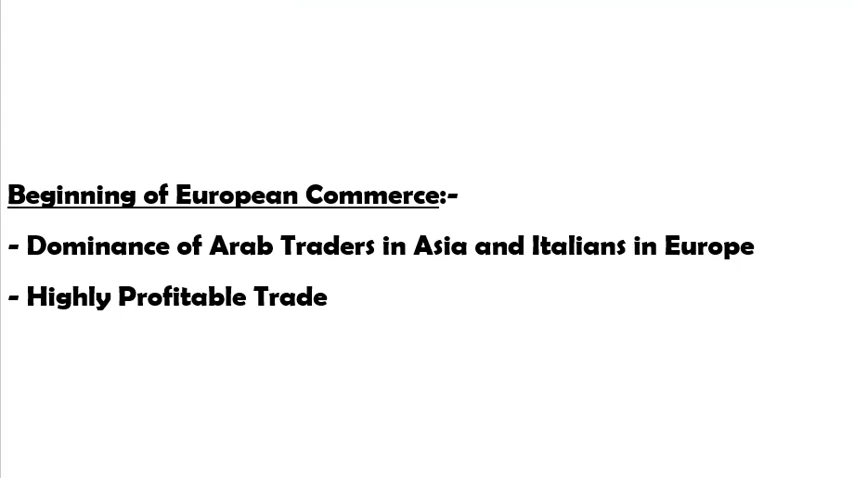 Beginning of European Commerce:-
- Dominance of Arab Traders in Asia and Italians in Europe
- Highly Profitable Trade